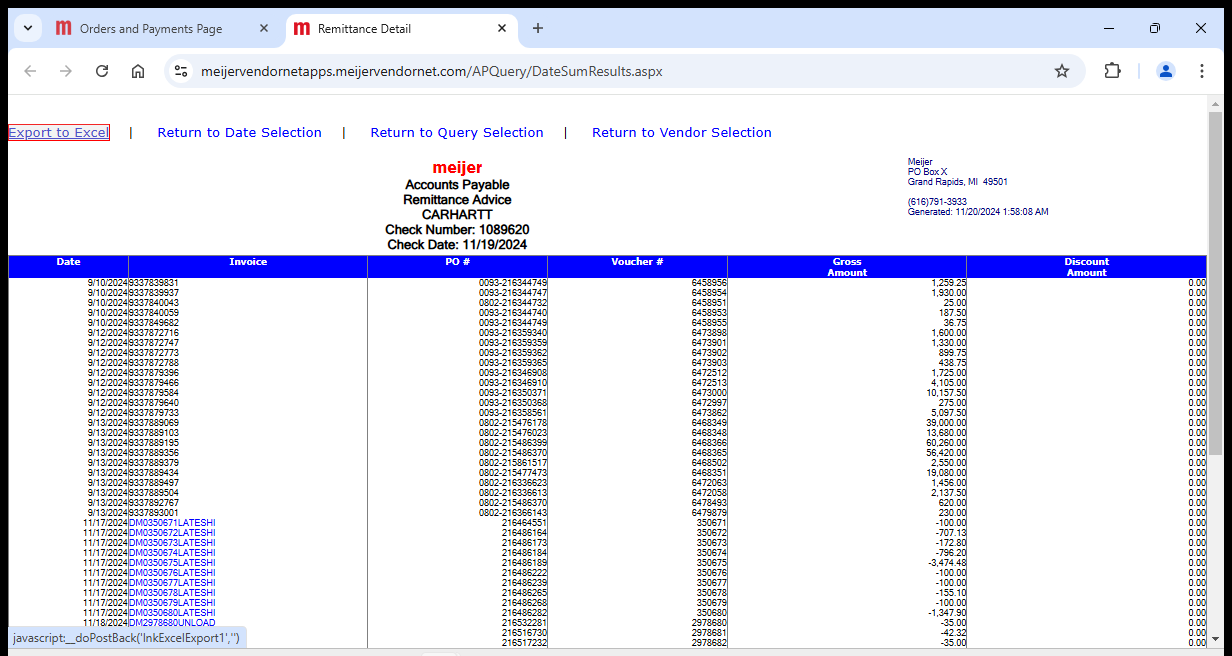 Orders and Payments Page
Remittance Detail
meijervendornetapps.meijervendornet.com/APQuery/DateSumResults.aspx
Export to Excel | Return to Date Selection | Return to Query Selection | Return to Vendor Selection
meijer
Accounts Payable
Remittance Advice
CARHARTT
Check Number: 1089620
Check Date: 11/19/2024
Meijer
PO Box X
Grand Rapids, MI 49501
(616)791-3933
Generated: 11/20/2024 1:58:08 AM
Date Invoice PO # Voucher # Gross Amount Discount Amount
9/10/2024 9337839831 0093-216344749 6458956 1,259.25 0.00
9/10/2024 9337839937 0093-216344747 6458954 1,930.00 0.00
9/10/2024 9337840043 0802-216344732 6458951 25.00 0.00
9/10/2024 9337840059 0093-216344740 6458953 187.50 0.00
9/10/2024 9337849682 0093-216344749 6458955 36.75 0.00
9/12/2024 9337872716 0093-216359340 6473898 1,600.00 0.00
9/12/2024 9337872747 0093-216359359 6473901 1,330.00 0.00
9/12/2024 9337872773 0093-216359362 6473902 899.75 0.00
9/12/2024 9337872788 0093-216359365 6473903 438.75 0.00
9/12/2024 9337879396 0093-216346908 6472512 1,725.00 0.00
9/12/2024 9337879466 0093-216346910 6472513 4,105.00 0.00
9/12/2024 9337879584 0093-216350371 6473000 10,157.50 0.00
9/12/2024 9337879640 0093-216350368 6472997 275.00 0.00
9/12/2024 9337879733 0093-216358561 6473862 5,097.50 0.00
9/13/2024 9337889069 0802-215476178 6468349 39,000.00 0.00
9/13/2024 9337889103 0802-215476023 6468348 13,680.00 0.00
9/13/2024 9337889195 0802-215486399 6468366 60,260.00 0.00
9/13/2024 9337889356 0802-215486370 6468365 56,420.00 0.00
9/13/2024 9337889379 0802-215861517 6468502 2,550.00 0.00
9/13/2024 9337889434 0802-215477473 6468351 19,080.00 0.00
9/13/2024 9337889497 0802-216336623 6472063 1,456.00 0.00
9/13/2024 9337889504 0802-216336613 6472058 2,137.50 0.00
9/13/2024 9337892767 0802-215486370 6478493 620.00 0.00
9/13/2024 9337893001 0802-216366143 6479879 230.00 0.00
11/17/2024 DM0350671LATESHI 216464551 350671 -100.00 0.00
11/17/2024 DM0350672LATESHI 216486164 350672 -707.13 0.00
11/17/2024 DM0350673LATESHI 216486173 350673 -172.80 0.00
11/17/2024 DM0350674LATESHI 216486184 350674 -796.20 0.00
11/17/2024 DM0350675LATESHI 216486189 350675 -3,474.48 0.00
11/17/2024 DM0350676LATESHI 216486222 350676 -100.00 0.00
11/17/2024 DM0350677LATESHI 216486239 350677 -100.00 0.00
11/17/2024 DM0350678LATESHI 216486265 350678 -155.10 0.00
11/17/2024 DM0350679LATESHI 216486268 350679 -100.00 0.00
11/17/2024 DM0350680LATESHI 216486282 350680 -1,347.90 0.00
11/18/2024 DM2978680UNLOAD 216532281 2978680 -35.00 0.00
216516730 2978681 -42.32 0.00
216517232 2978682 -35.00 0.00
javascript:__doPostBack('lnkExcelExport1','')